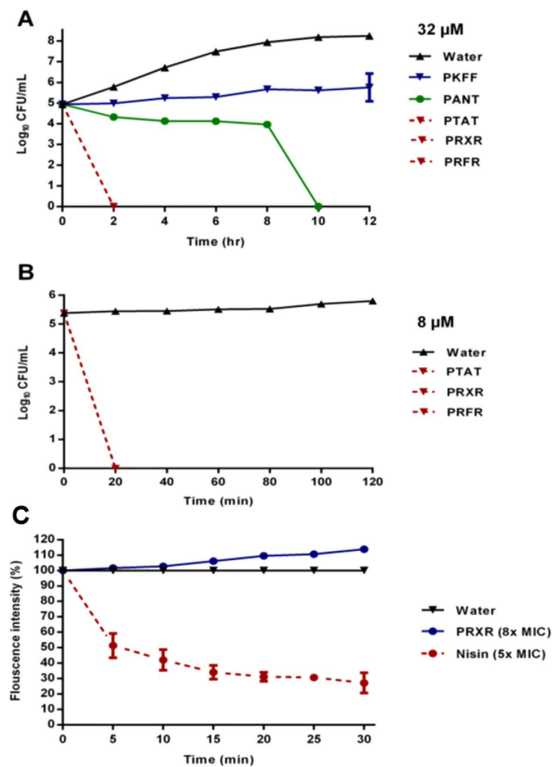 A
32 µM
8
7
6
5
4
3
2
1
0
Log10 CFU/mL
0 2 4 6 8 10 12
Time (hr)
Water
PKFF
PANT
PTAT
PRXR
PRFR
B
8 µM
6
5
4
3
2
1
0
Log10 CFU/mL
0 20 40 60 80 100 120
Time (min)
Water
PTAT
PRXR
PRFR
C
120
110
100
90
80
70
60
50
40
30
20
10
0
Flouscence intensity (%)
0 5 10 15 20 25 30
Time (min)
Water
PRXR (8x MIC)
Nisin (5x MIC)